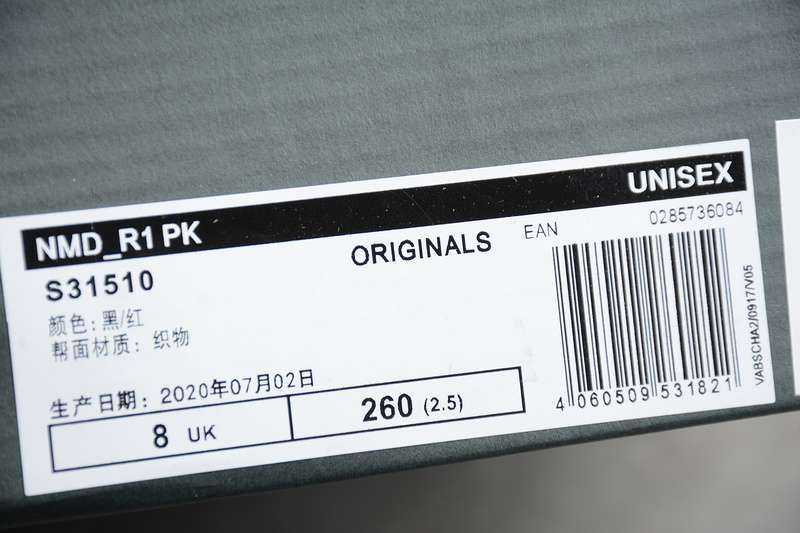 NMD_R1 PK
UNISEX
S31510
ORIGINALS
EAN
0285736084
颜色:黑/红
帮面材质: 织物
生产日期: 2020年07月02日
8 UK
260 (2.5)
4 060509 531821
VABSCHA2/0917/V05